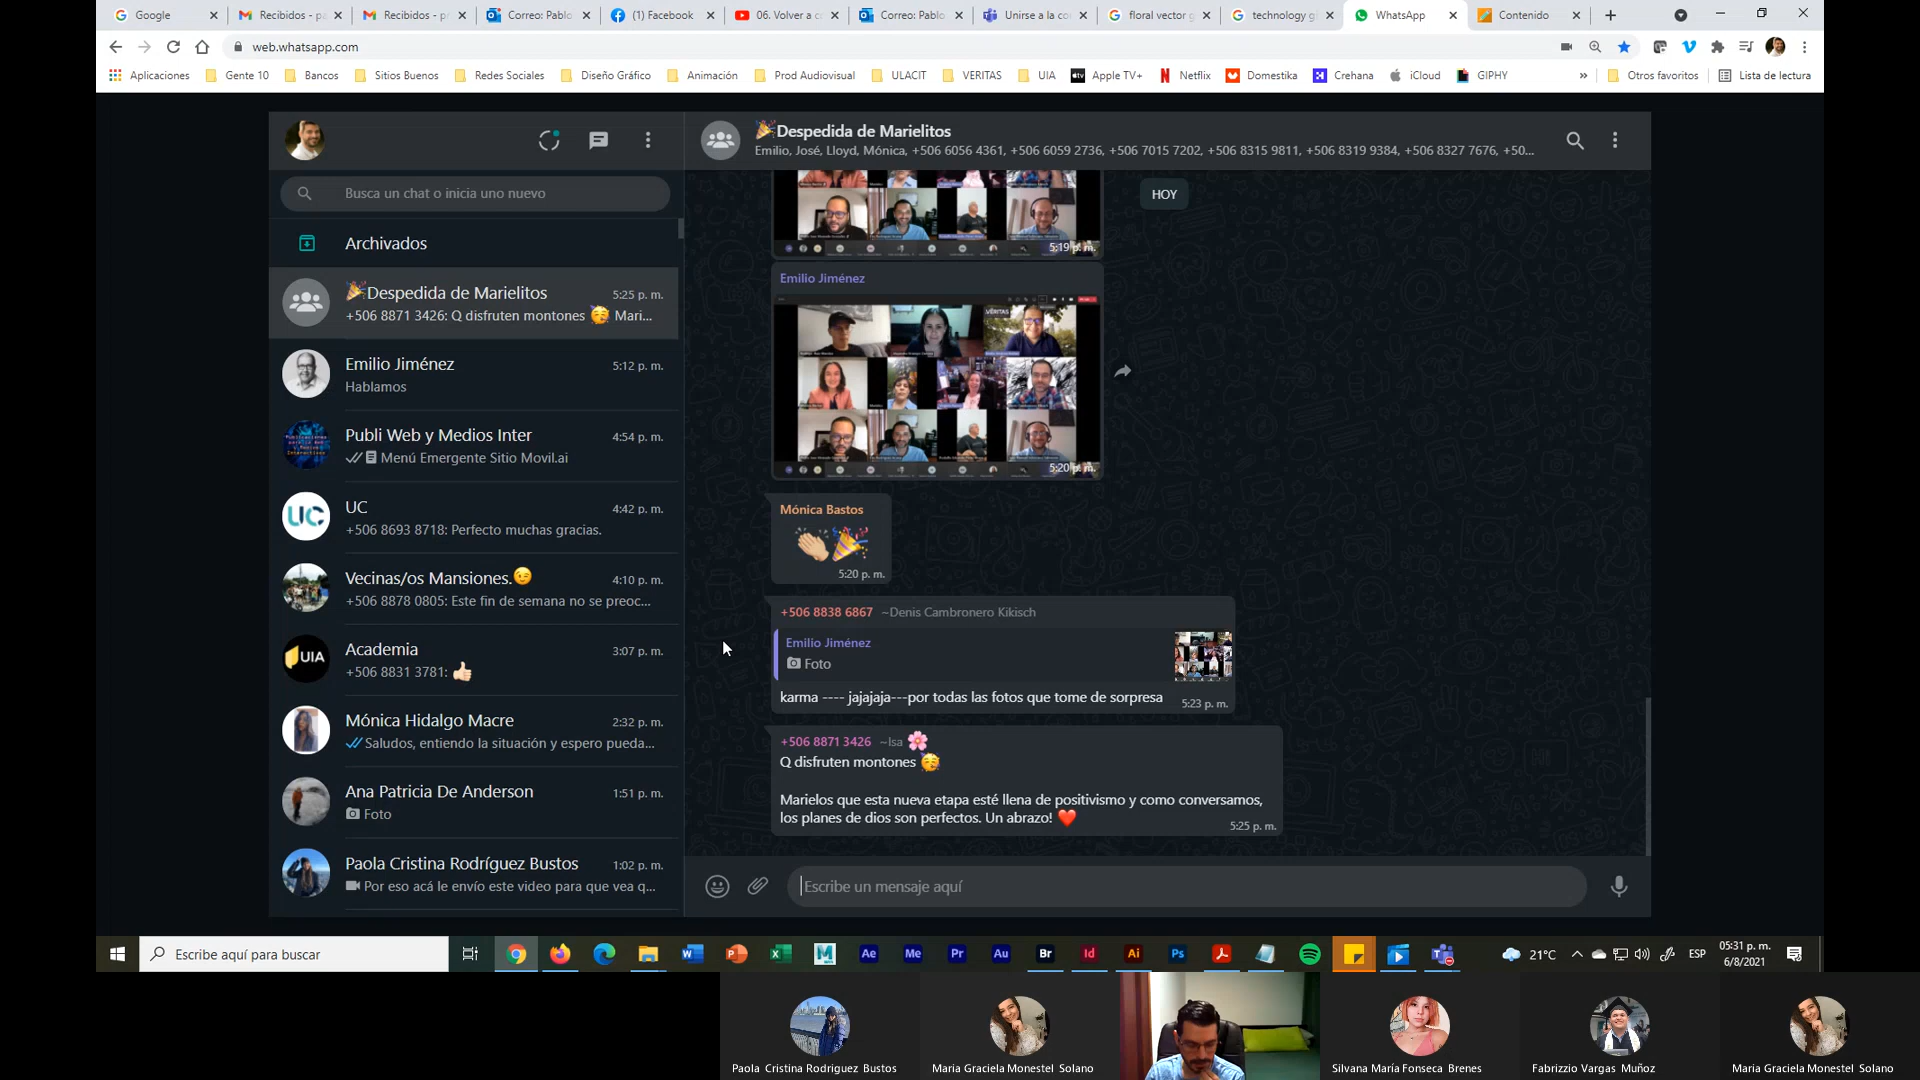 Google
Recibidos - pa
Recibidos - pa
Correo: Pablo
(1) Facebook
06. Volver a c
Correo: Pablo
Unirse a la co
floral vector g
technology g
WhatsApp
Contenido
web.whatsapp.com
Aplicaciones
Gente 10
Bancos
Sitios Buenos
Redes Sociales
Diseño Gráfico
Animación
Prod Audiovisual
ULACIT
VERITAS
UIA
Apple TV+
Netflix
Domestika
Crehana
iCloud
GIPHY
»
Otros favoritos
Lista de lectura
Busca un chat o inicia uno nuevo
Archivados
🎉Despedida de Marielitos
5:25 p. m.
+506 8871 3426: Q disfruten montones 🥳 Mari...
Emilio Jiménez
5:12 p. m.
Hablamos
Publi Web y Medios Inter
4:54 p. m.
Menú Emergente Sitio Movil.ai
UC
UC
4:42 p. m.
+506 8693 8718: Perfecto muchas gracias.
Vecinas/os Mansiones.😉
4:10 p. m.
+506 8878 0805: Este fin de semana no se preoc...
UIA
Academia
3:07 p. m.
+506 8831 3781: 👍🏻
Mónica Hidalgo Macre
2:32 p. m.
Saludos, entiendo la situación y espero pueda...
Ana Patricia De Anderson
1:51 p. m.
Foto
Paola Cristina Rodríguez Bustos
1:02 p. m.
Por eso acá le envío este video para que vea q...
🎉Despedida de Marielitos
Emilio, José, Lloyd, Mónica, +506 6056 4361, +506 6059 2736, +506 7015 7202, +506 8315 9811, +506 8319 9384, +506 8327 7676, +50...
HOY
5:19 p. m.
Emilio Jiménez
VERITAS
5:20 p. m.
Mónica Bastos
👏🏼🎉
5:20 p. m.
+506 8838 6867 ~Denis Cambronero Kikisch
Emilio Jiménez
Foto
karma ---- jajajaja---por todas las fotos que tome de sorpresa
5:23 p. m.
+506 8871 3426 ~Isa 🌸
Q disfruten montones 🥳
Marielos que esta nueva etapa esté llena de positivismo y como conversamos,
los planes de dios son perfectos. Un abrazo! ❤️
5:25 p. m.
Escribe un mensaje aquí
Escribe aquí para buscar
Ae
Me
Pr
Au
Br
Id
Ai
Ps
21°C
ESP
05:31 p. m.
6/8/2021
Paola Cristina Rodriguez Bustos
Maria Graciela Monestel Solano
Silvana María Fonseca Brenes
Fabrizzio Vargas Muñoz
Maria Graciela Monestel Solano